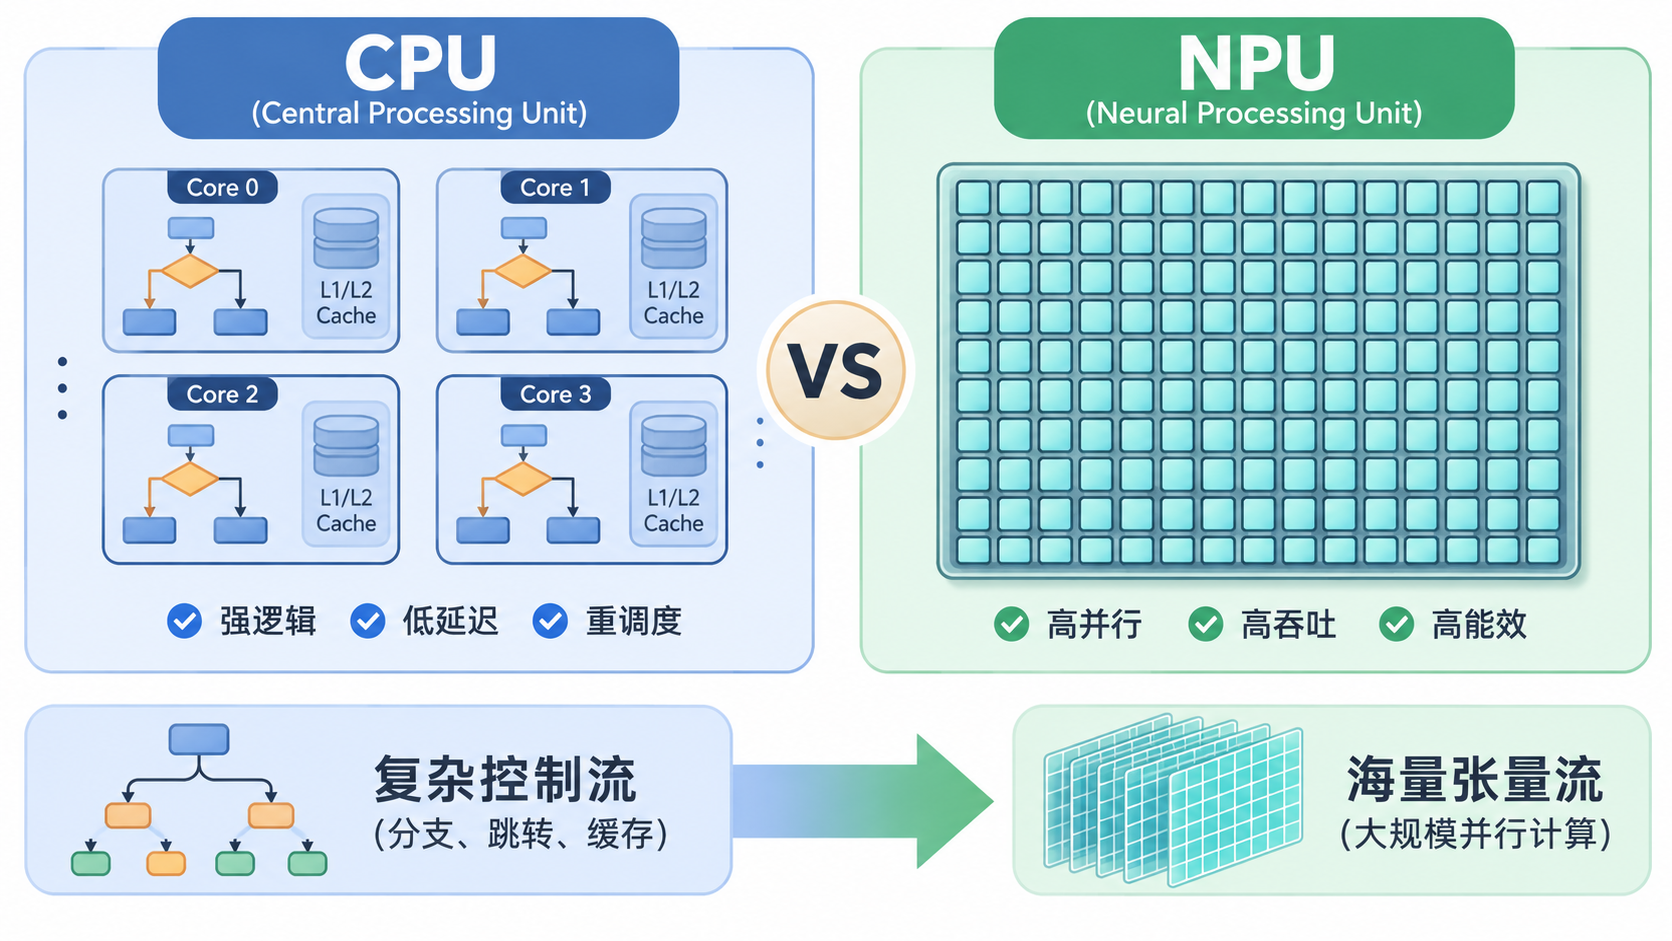 CPU
(Central Processing Unit)
Core 0
L1/L2
Cache
Core 1
L1/L2
Cache
Core 2
L1/L2
Cache
Core 3
L1/L2
Cache
强逻辑
低延迟
重调度
VS
NPU
(Neural Processing Unit)
高并行
高吞吐
高能效
复杂控制流
(分支、跳转、缓存)
海量张量流
(大规模并行计算)